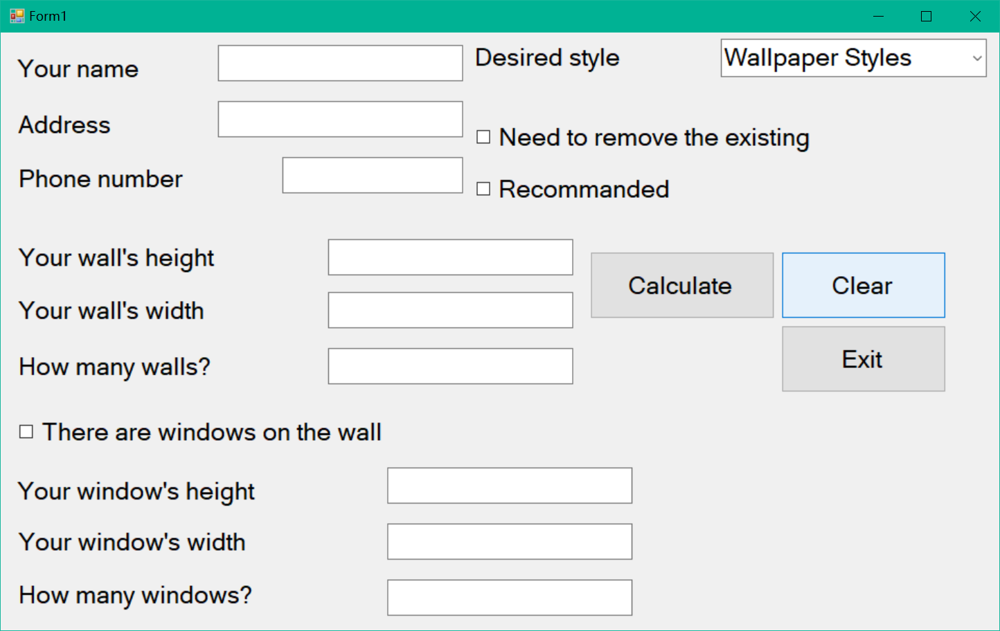 Form1
Your name
Desired style
Wallpaper Styles
Address
Need to remove the existing
Phone number
Recommanded
Your wall's height
Calculate
Clear
Your wall's width
How many walls?
Exit
There are windows on the wall
Your window's height
Your window's width
How many windows?